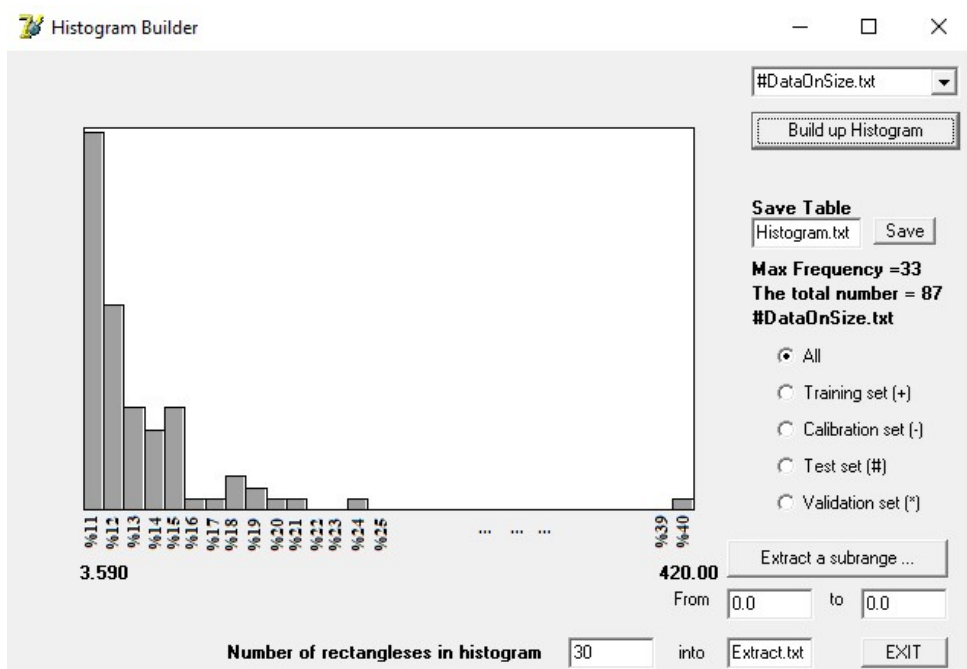 Histogram Builder
#DataOnSize.txt
Build up Histogram
Save Table
Histogram.txt Save
Max Frequency =33
The total number = 87
#DataOnSize.txt
All
Training set (+)
Calibration set (-)
Test set (#)
Validation set (*)
%11 %12 %13 %14 %15 %16 %17 %18 %19 %20 %21 %22 %23 %24 %25 ... ... ... %39 %40
3.590 420.00
Extract a subrange ...
From 0.0 to 0.0
Number of rectangleses in histogram 30 into Extract.txt EXIT